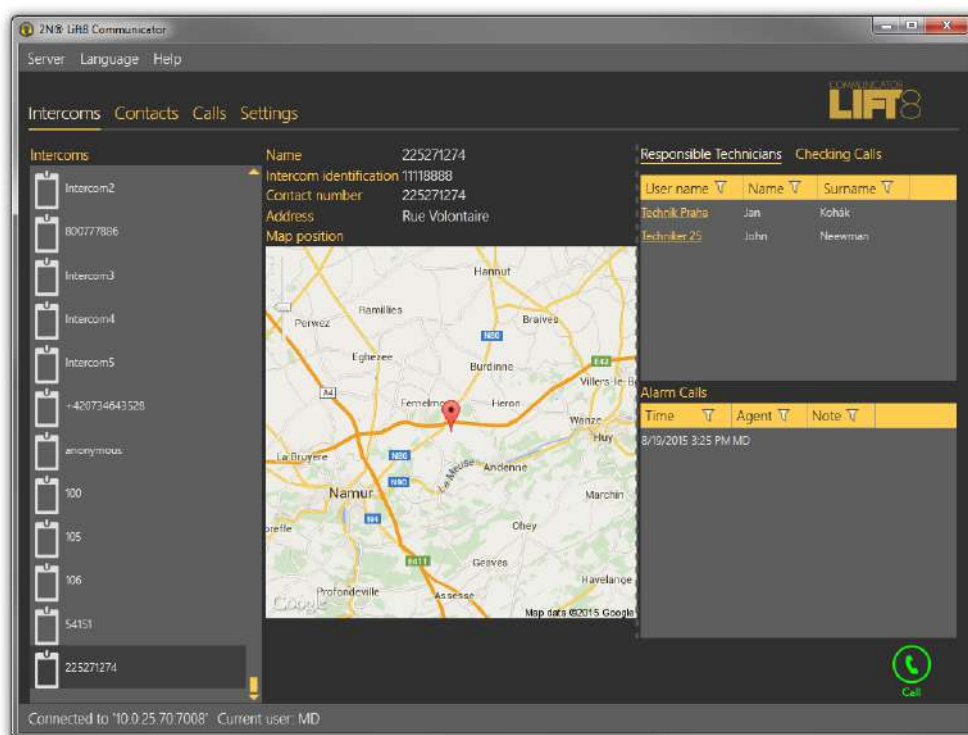 2N® Lift8 Communicator
Server Language Help
COMMUNICATOR
LIFT8
Intercoms Contacts Calls Settings
Intercoms
Intercom2
800777886
Intercom3
Intercom4
Intercom5
+420734643528
anonymous
100
105
106
54151
225271274
Name 225271274
Intercom identification 11118888
Contact number 225271274
Address Rue Volontaire
Map position
Hannut
Ramillies
Perwez
Braives
N80
Eghezee
E42
Burdinne
Villers-le-B
A4
Fernelmo
Heron
Wanze
Huy
La Bruyere
N80
La Meuse
Andenne
N90
Namur
Marchin
N4
oreffe
Ohey
E411
Gesves
Havelange
Profondeville
Assesse
Google
Map data ©2015 Google
Responsible Technicians Checking Calls
User name Name Surname
Technik Praha Jan Kohák
Techniker 25 John Neewman
Alarm Calls
Time Agent Note
8/19/2015 3:25 PM MD
Call
Connected to '10.0.25.70:7008' Current user: MD